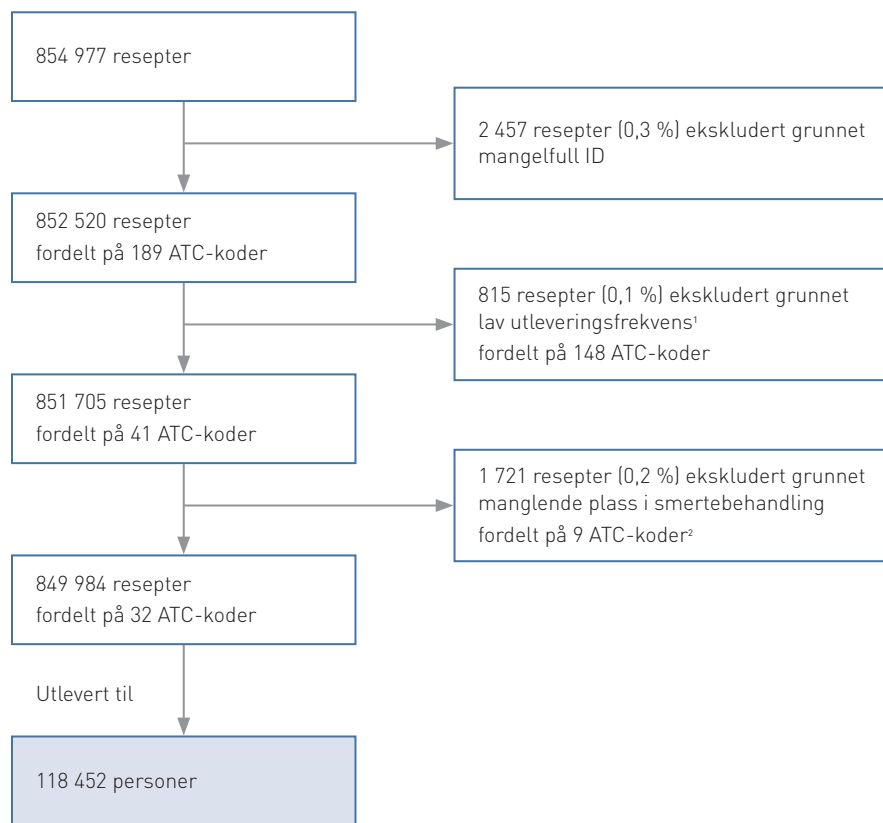 854 977 resepter
2 457 resepter (0,3 %) ekskludert grunnet
mangelfull ID
852 520 resepter
fordelt på 189 ATC-koder
815 resepter (0,1 %) ekskludert grunnet
lav utleveringsfrekvens¹
fordelt på 148 ATC-koder
851 705 resepter
fordelt på 41 ATC-koder
1 721 resepter (0,2 %) ekskludert grunnet
manglende plass i smertebehandling
fordelt på 9 ATC-koder²
849 984 resepter
fordelt på 32 ATC-koder
Utlevert til
118 452 personer